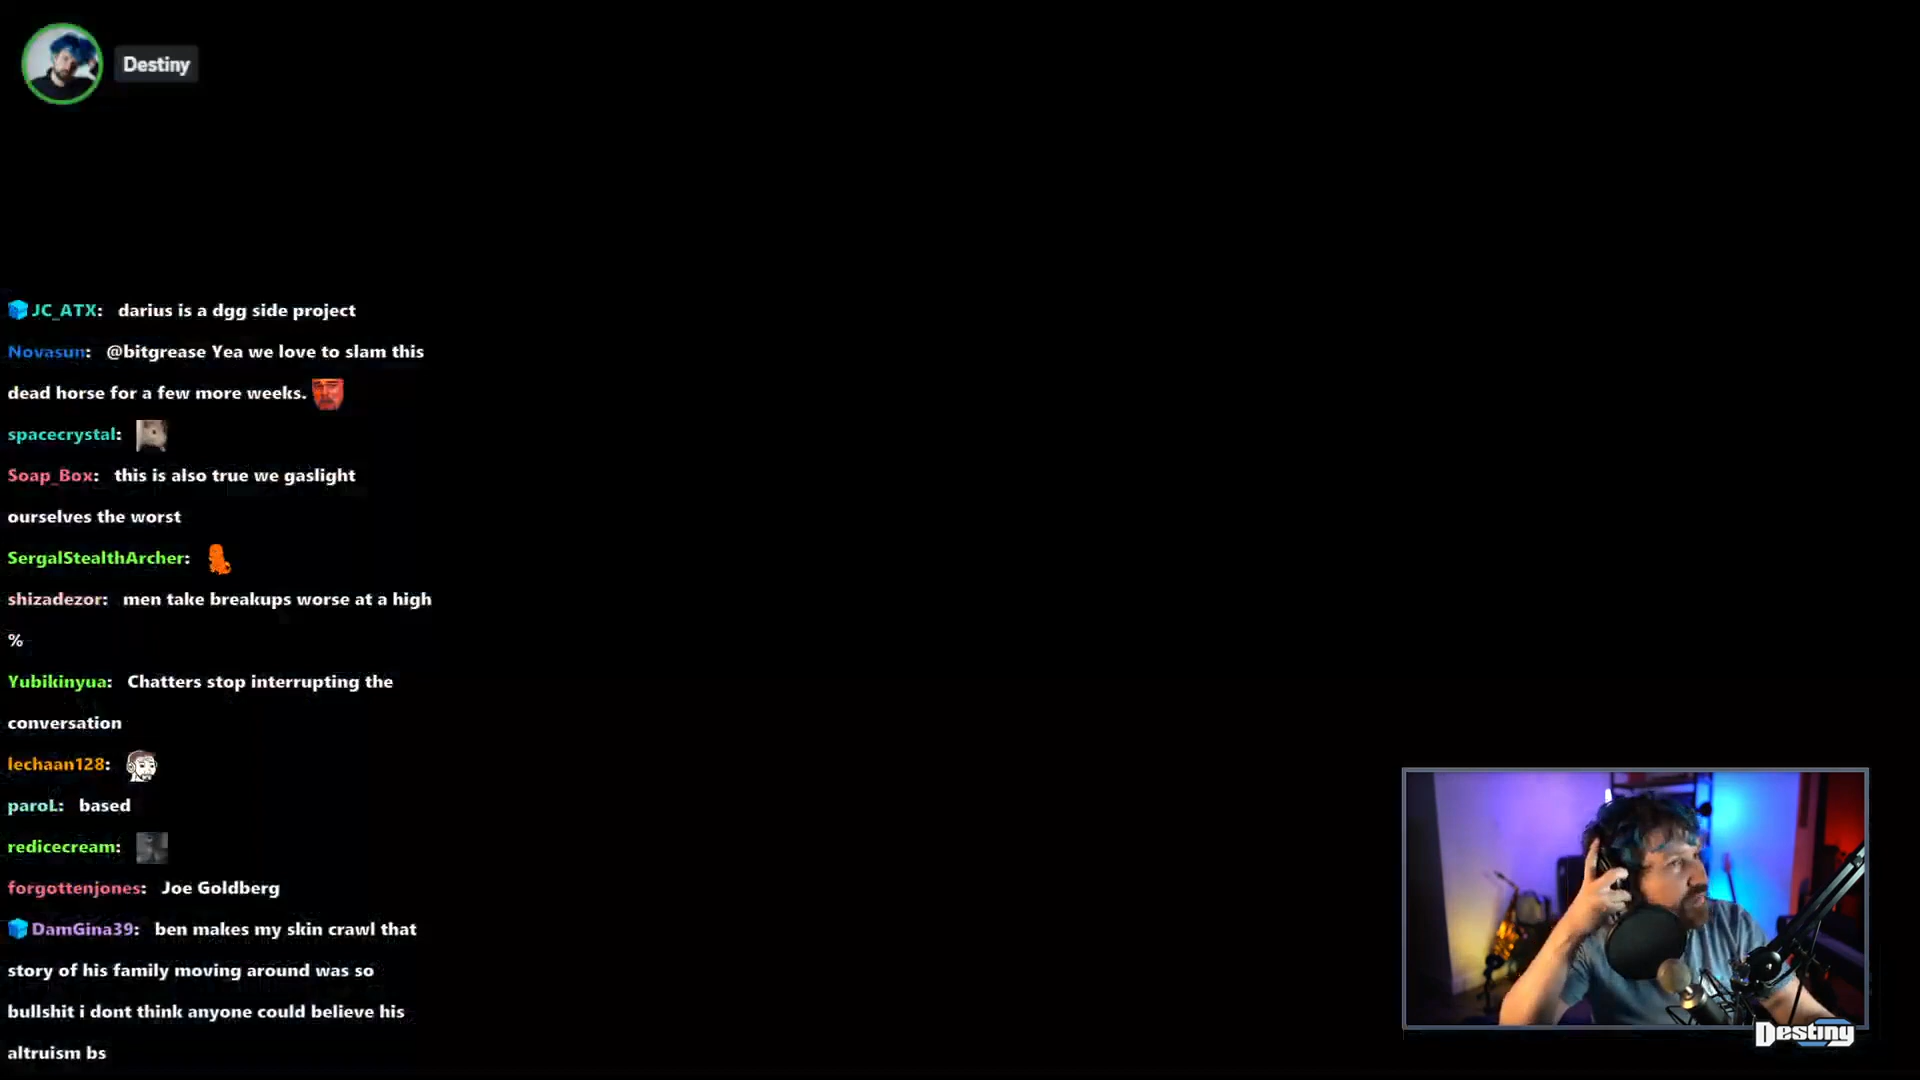 Destiny
JC_ATX: darius is a dgg side project
Novasun: @bitgrease Yea we love to slam this
dead horse for a few more weeks.
spacecrystal:
Soap_Box: this is also true we gaslight
ourselves the worst
SergalStealthArcher:
shizadezor: men take breakups worse at a high
%
Yubikinyua: Chatters stop interrupting the
conversation
lechaan128:
paroL: based
redicecream:
forgottenjones: Joe Goldberg
DamGina39: ben makes my skin crawl that
story of his family moving around was so
bullshit i dont think anyone could believe his
altruism bs
Destiny